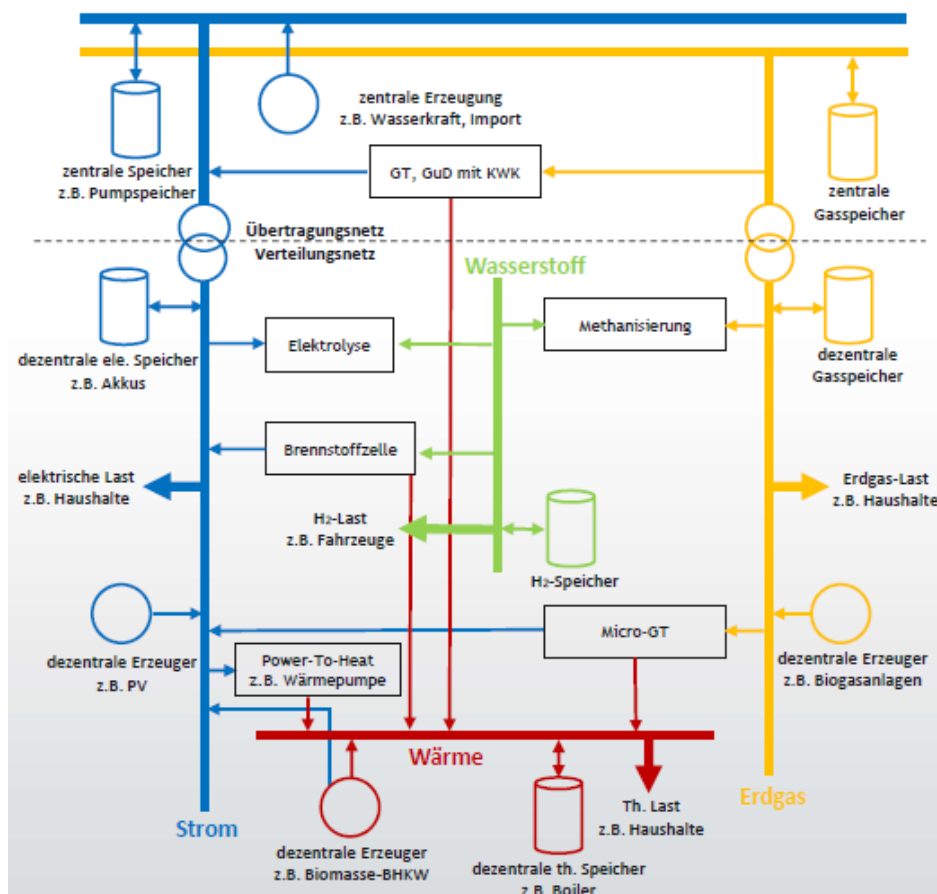 zentrale Erzeugung
z.B. Wasserkraft, Import
zentrale Speicher
z.B. Pumpspeicher
GT, GuD mit KWK
zentrale
Gasspeicher
Übertragungsnetz
Verteilungsnetz
Wasserstoff
dezentrale ele. Speicher
z.B. Akkus
Elektrolyse
Methanisierung
dezentrale
Gasspeicher
Brennstoffzelle
elektrische Last
z.B. Haushalte
H₂-Last
z.B. Fahrzeuge
Erdgas-Last
z.B. Haushalte
H₂-Speicher
dezentrale Erzeuger
z.B. PV
Power-To-Heat
z.B. Wärmepumpe
Micro-GT
dezentrale Erzeuger
z.B. Biogasanlagen
Wärme
Strom
Th. Last
z.B. Haushalte
Erdgas
dezentrale Erzeuger
z.B. Biomasse-BHKW
dezentrale th. Speicher
z.B. Boiler